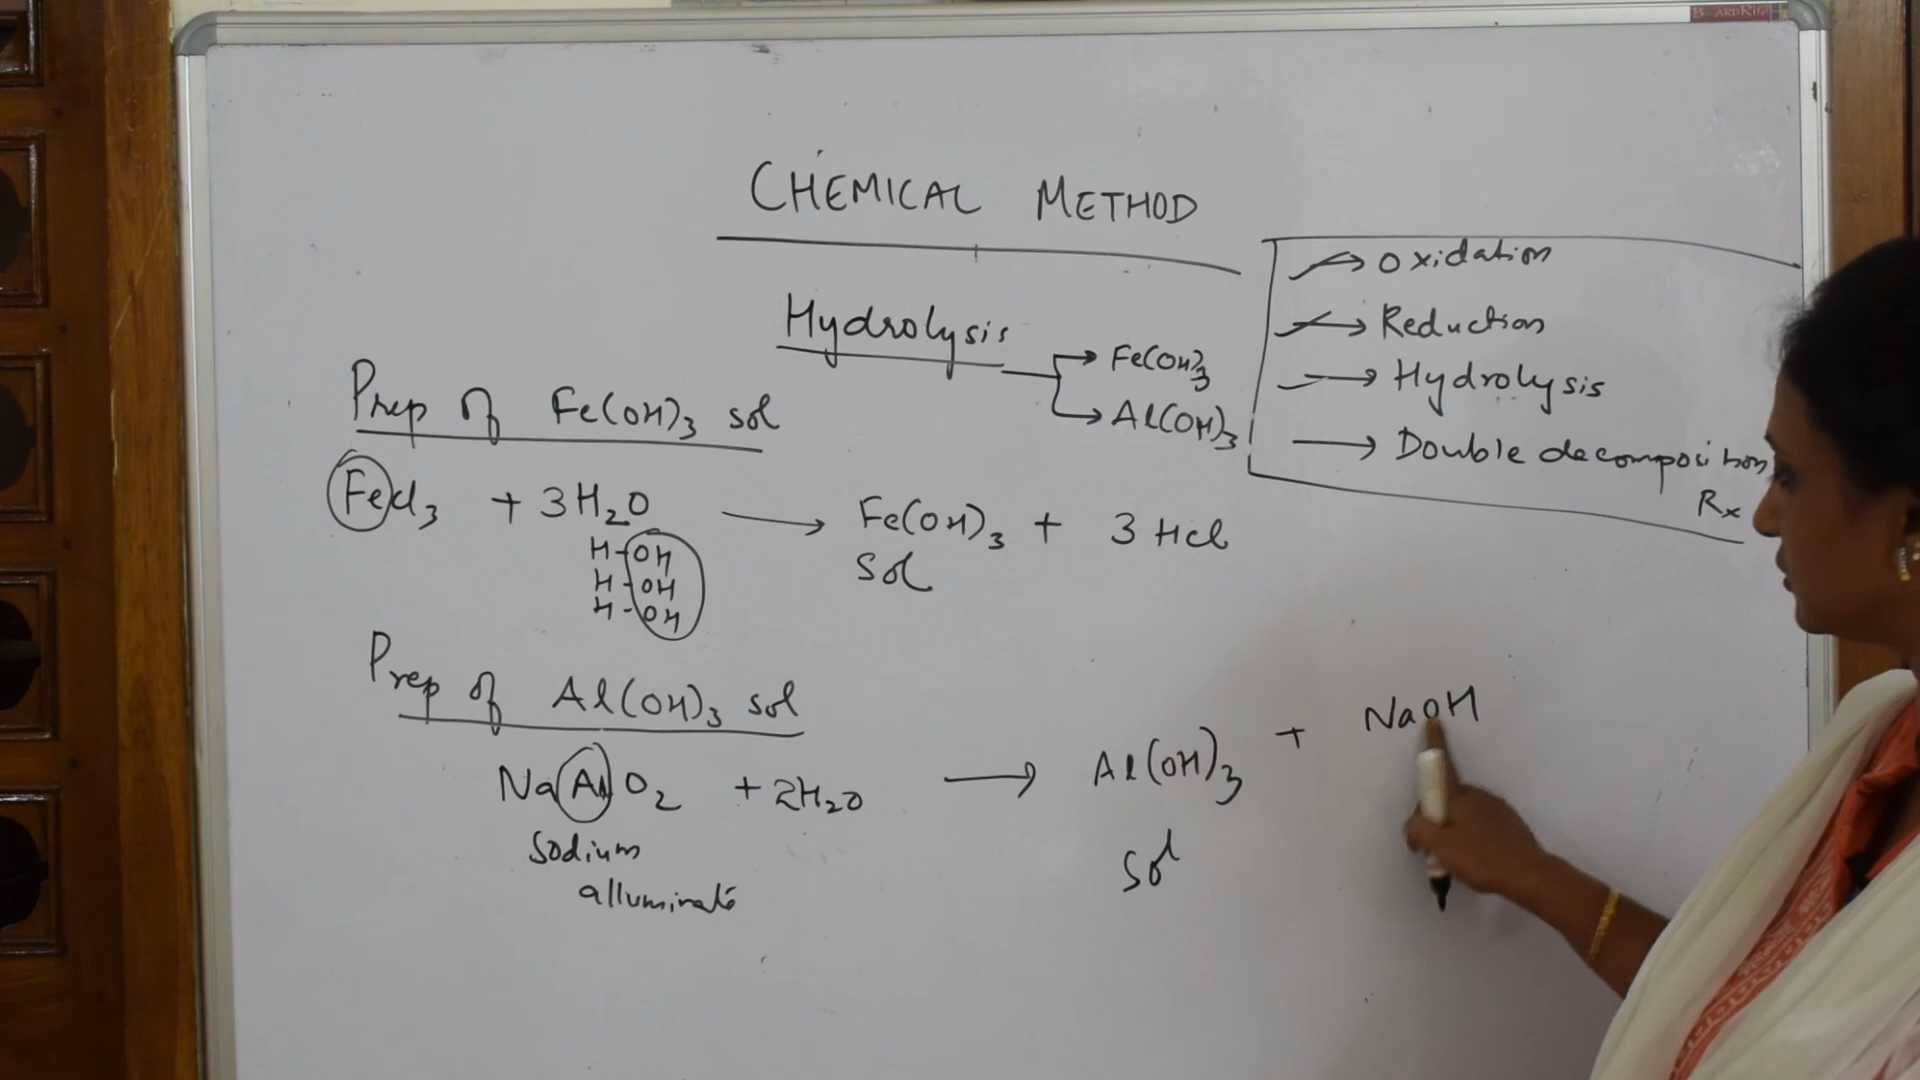 CHEMICAL METHOD
→ Oxidation
→ Reduction
→ Hydrolysis
→ Double decomposition
Rx
Hydrolysis
→ Fe(OH)3
→ Al(OH)3
Prep of Fe(OH)3 sol
FeCl3 + 3H2O → Fe(OH)3 + 3HCl
H-OH
H-OH
H-OH
Sol
Prep of Al(OH)3 sol
NaAlO2 + 2H2O → Al(OH)3 + NaOH
Sodium
alluminate
Sol